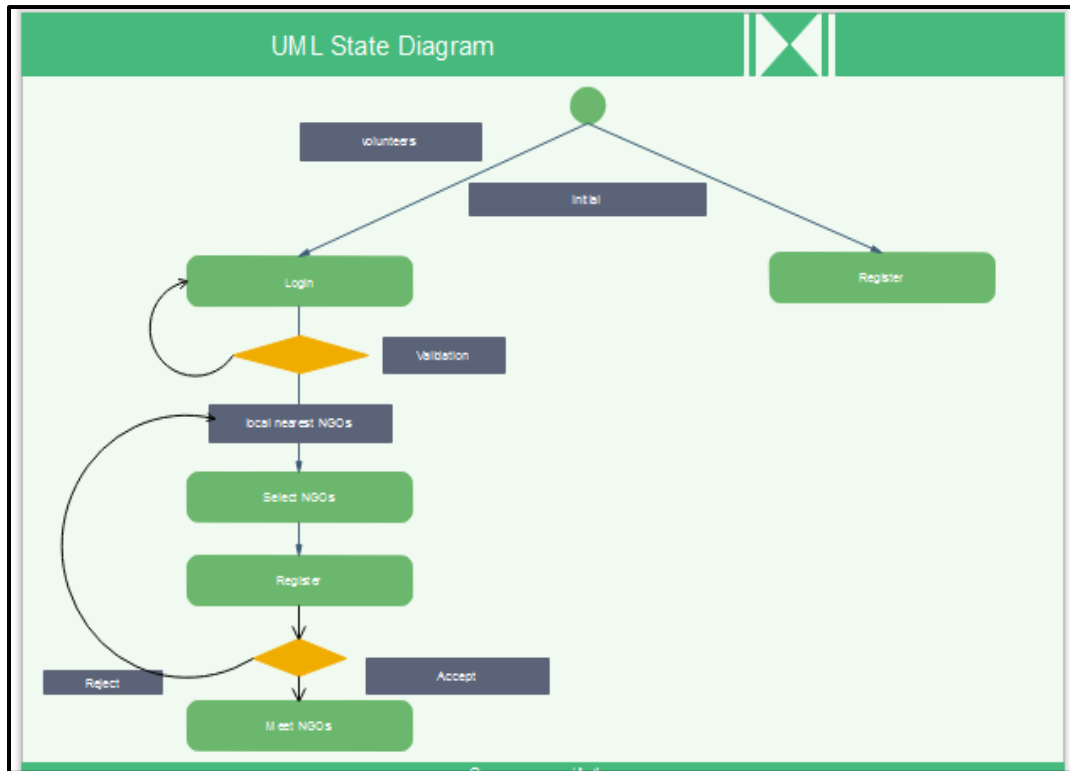 UML State Diagram
volunteers
Initial
Login
Register
Validation
local nearest NGOs
Select NGOs
Register
Reject
Accept
Meet NGOs